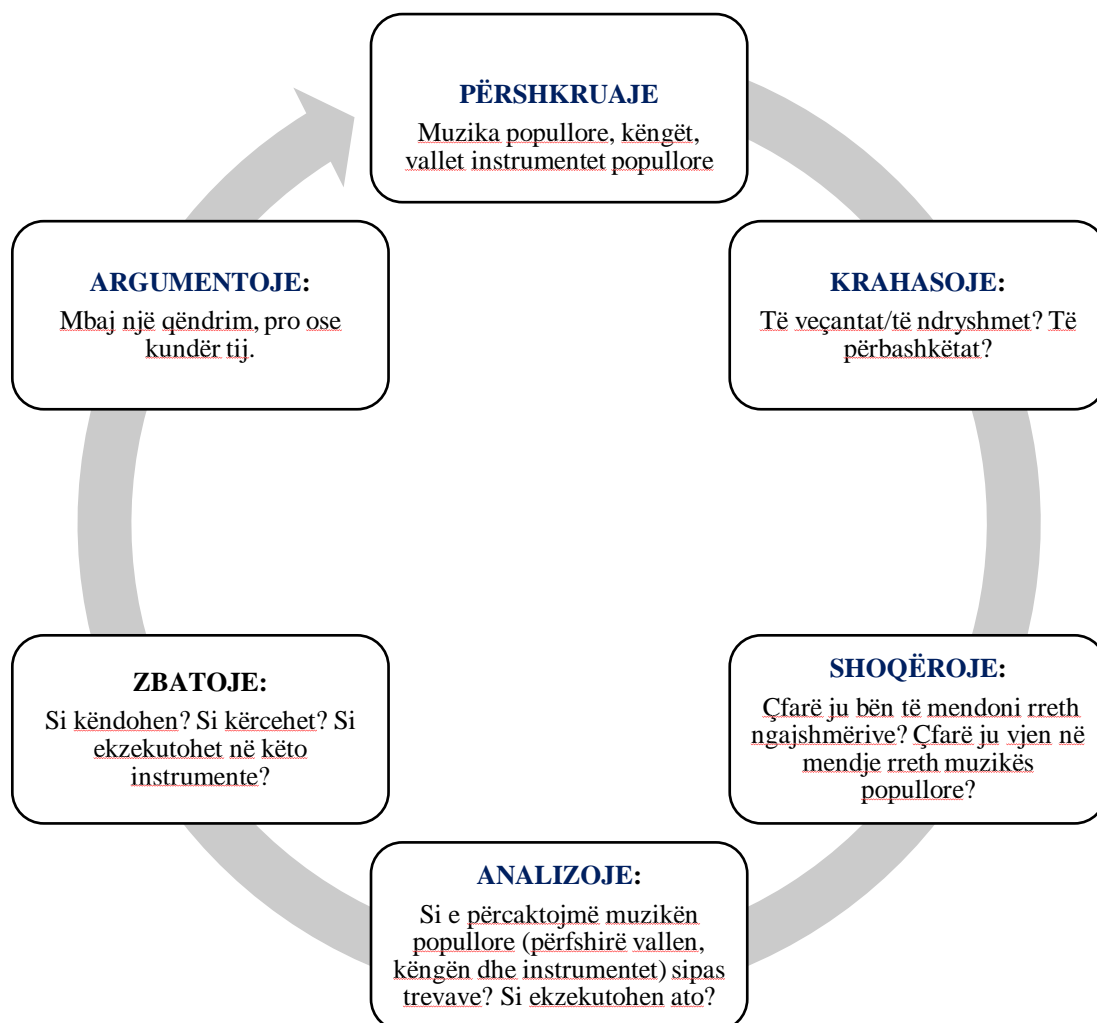 PËRSHKRUAJE
Muzika popullore, këngët,
vallet instrumentet popullore
KRAHASOJE:
Të veçantat/të ndryshmet? Të
përbashkëtat?
SHOQËROJE:
Çfarë ju bën të mendoni rreth
ngajshmërive? Çfarë ju vjen në
mendje rreth muzikës
popullore?
ANALIZOJE:
Si e përcaktojmë muzikën
popullore (përfshirë vallen,
këngën dhe instrumentet) sipas
trevave? Si ekzekutohen ato?
ZBATOJE:
Si këndohen? Si kërcehet? Si
ekzekutohet në këto
instrumente?
ARGUMENTOJE:
Mbaj një qëndrim, pro ose
kundër tij.